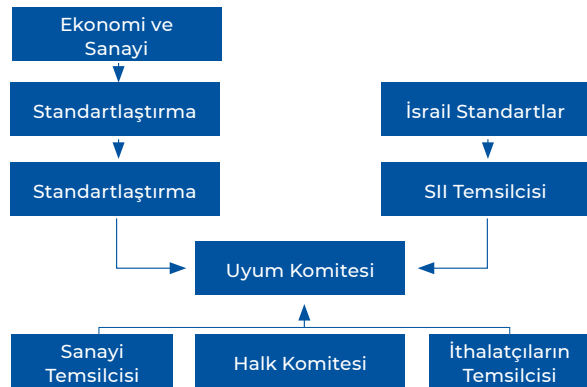 Ekonomi ve
Sanayi
Standartlaştırma
İsrail Standartlar
Standartlaştırma
SII Temsilcisi
Uyum Komitesi
Sanayi
Temsilcisi
Halk Komitesi
İthalatçıların
Temsilcisi